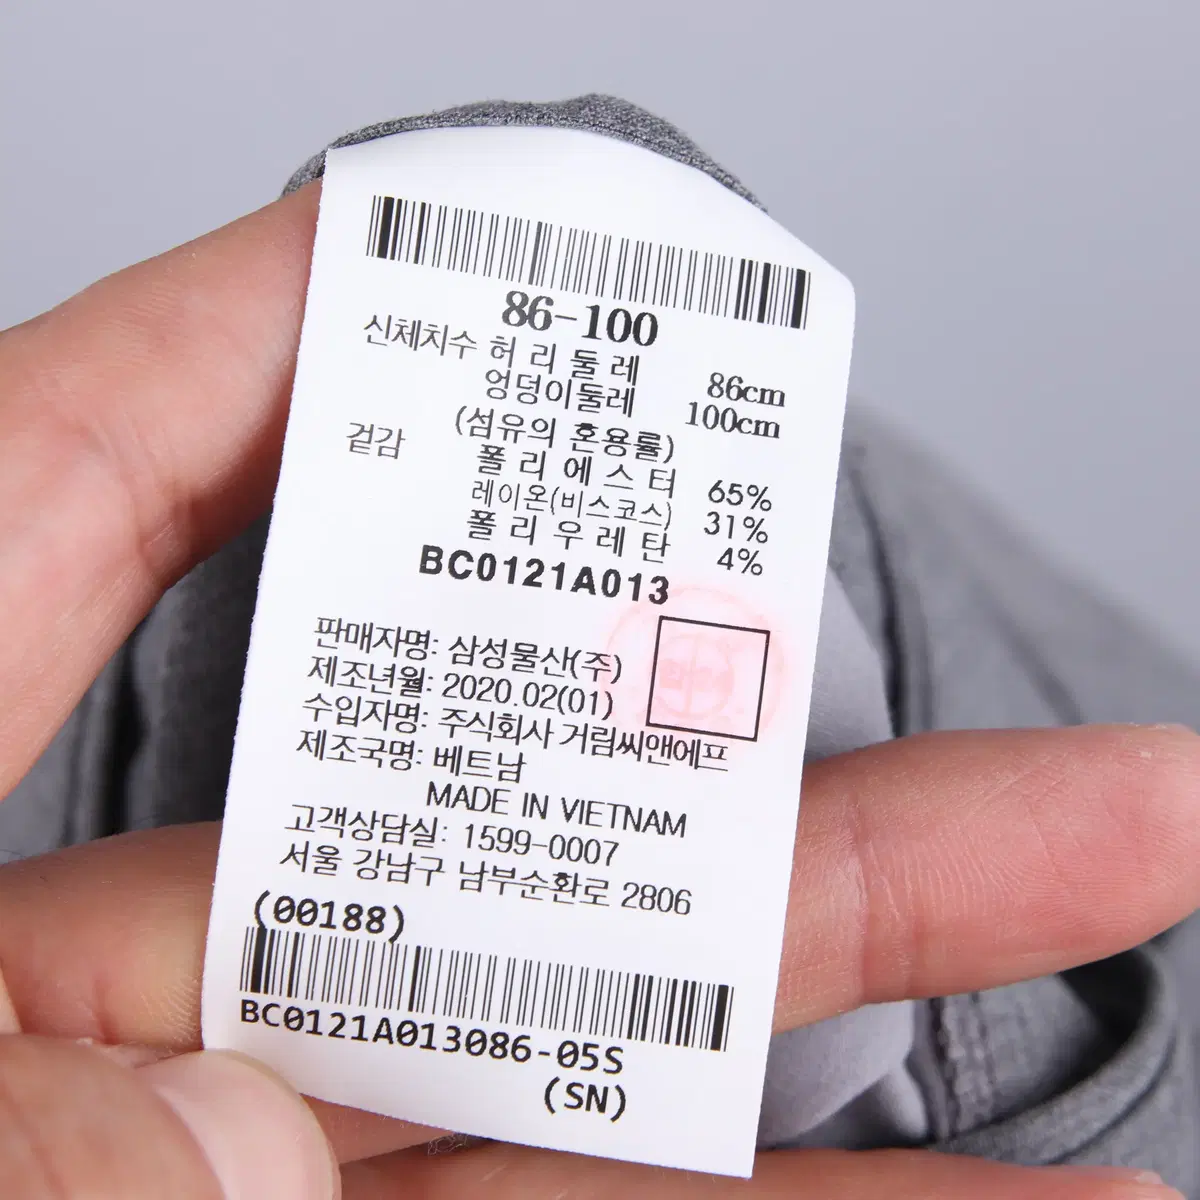 86-100
신체치수 허리둘레 86cm
엉덩이둘레 100cm
(섬유의 혼용률)
겉감 폴리에스터 65%
레이온(비스코스) 31%
폴리우레탄 4%
BC0121A013
판매자명: 삼성물산(주)
제조년월: 2020.02(01)
수입자명: 주식회사 거림씨앤에프
제조국명: 베트남
MADE IN VIETNAM
고객상담실: 1599-0007
서울 강남구 남부순환로 2806
(00188)
BC0121A013086-05S
(SN)